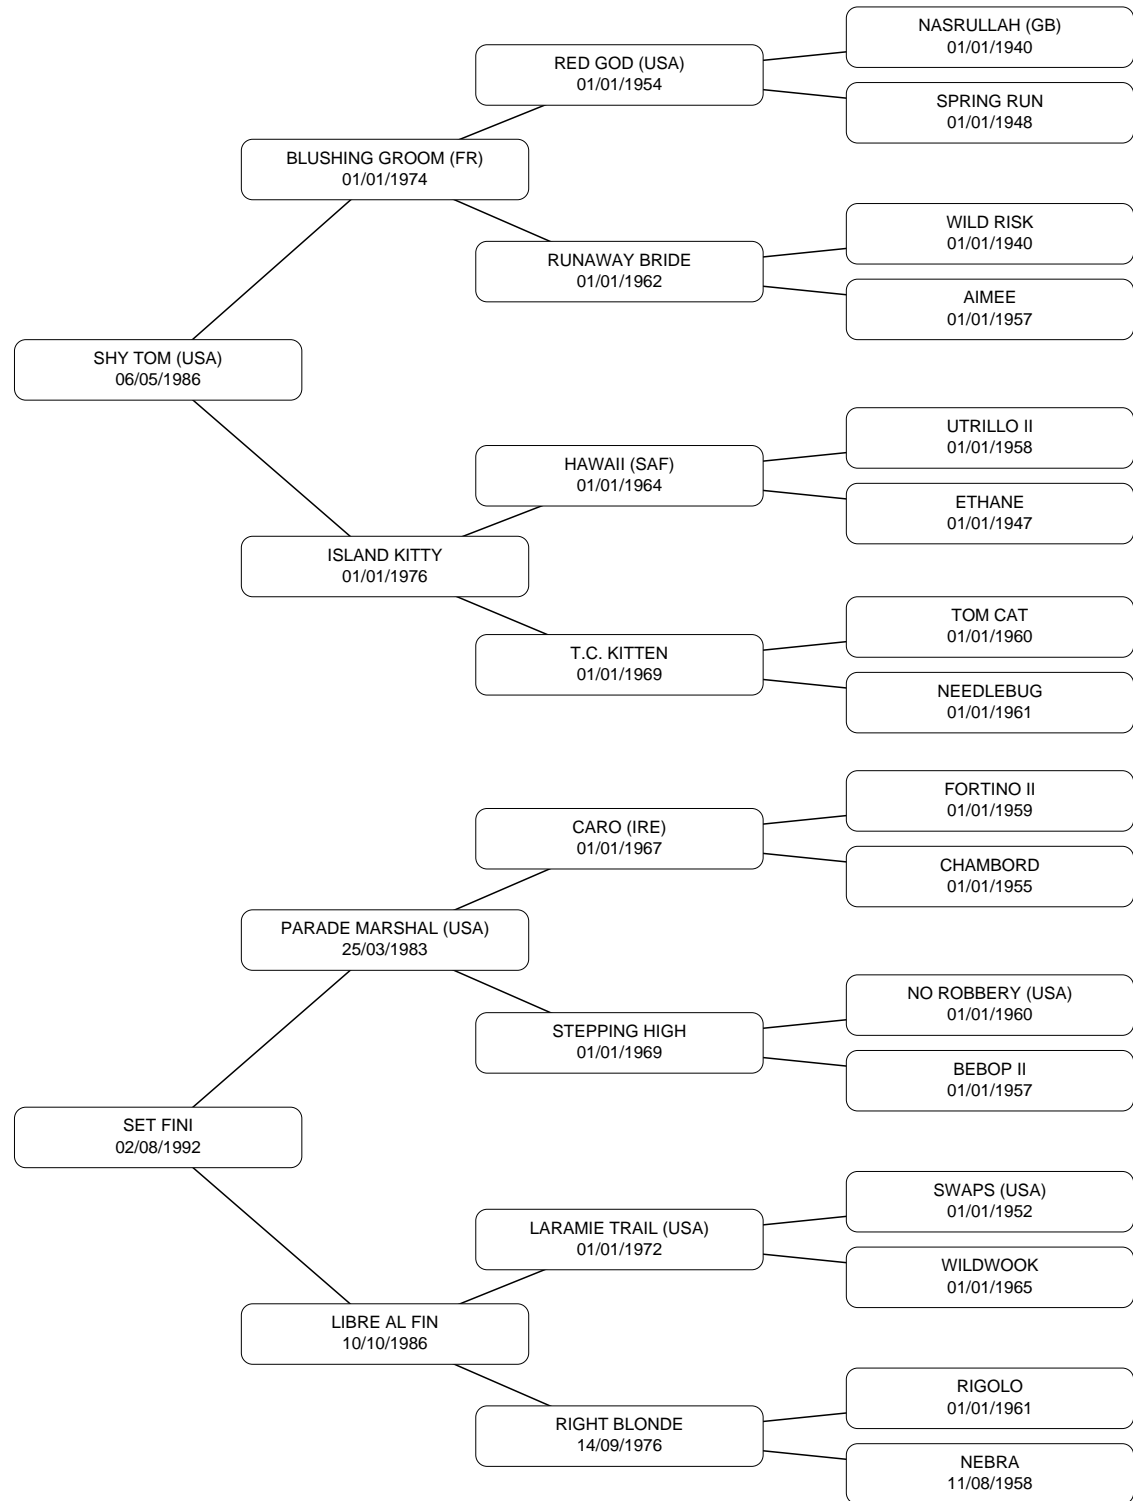 NASRULLAH (GB)
01/01/1940
RED GOD (USA)
01/01/1954
SPRING RUN
01/01/1948
BLUSHING GROOM (FR)
01/01/1974
WILD RISK
01/01/1940
RUNAWAY BRIDE
01/01/1962
AIMEE
01/01/1957
SHY TOM (USA)
06/05/1986
UTRILLO II
01/01/1958
HAWAII (SAF)
01/01/1964
ETHANE
01/01/1947
ISLAND KITTY
01/01/1976
TOM CAT
01/01/1960
T.C. KITTEN
01/01/1969
NEEDLEBUG
01/01/1961
FORTINO II
01/01/1959
CARO (IRE)
01/01/1967
CHAMBORD
01/01/1955
PARADE MARSHAL (USA)
25/03/1983
NO ROBBERY (USA)
01/01/1960
STEPPING HIGH
01/01/1969
BEBOP II
01/01/1957
SET FINI
02/08/1992
SWAPS (USA)
01/01/1952
LARAMIE TRAIL (USA)
01/01/1972
WILDWOOK
01/01/1965
LIBRE AL FIN
10/10/1986
RIGOLO
01/01/1961
RIGHT BLONDE
14/09/1976
NEBRA
11/08/1958